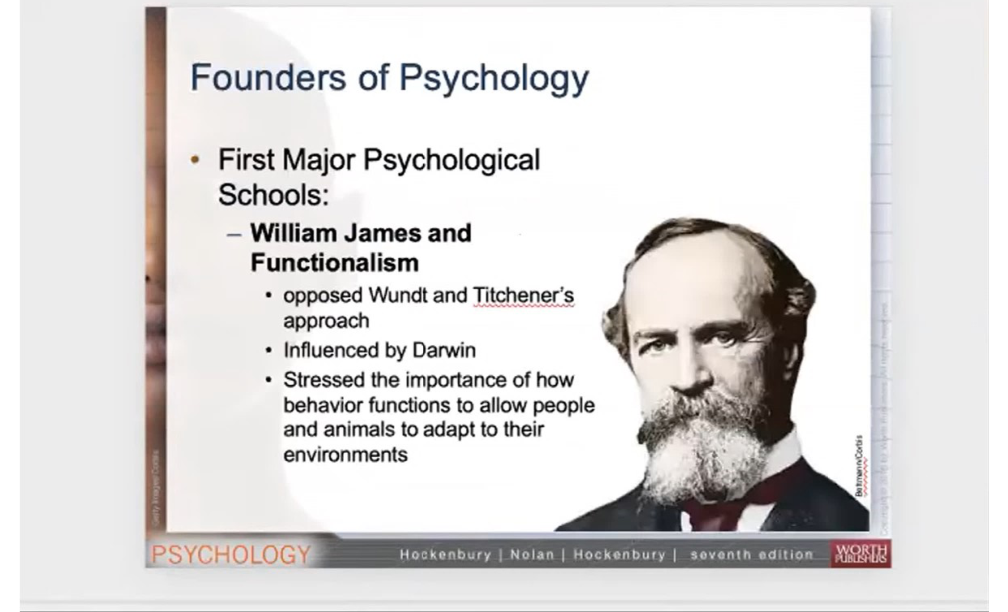 Founders of Psychology
• First Major Psychological
Schools:
– William James and
Functionalism
• opposed Wundt and Titchener's
approach
• Influenced by Darwin
• Stressed the importance of how
behavior functions to allow people
and animals to adapt to their
environments
Getty Images/Corbis
Bettmann/Corbis
PSYCHOLOGY
Hockenbury | Nolan | Hockenbury | seventh edition
WORTH
PUBLISHERS